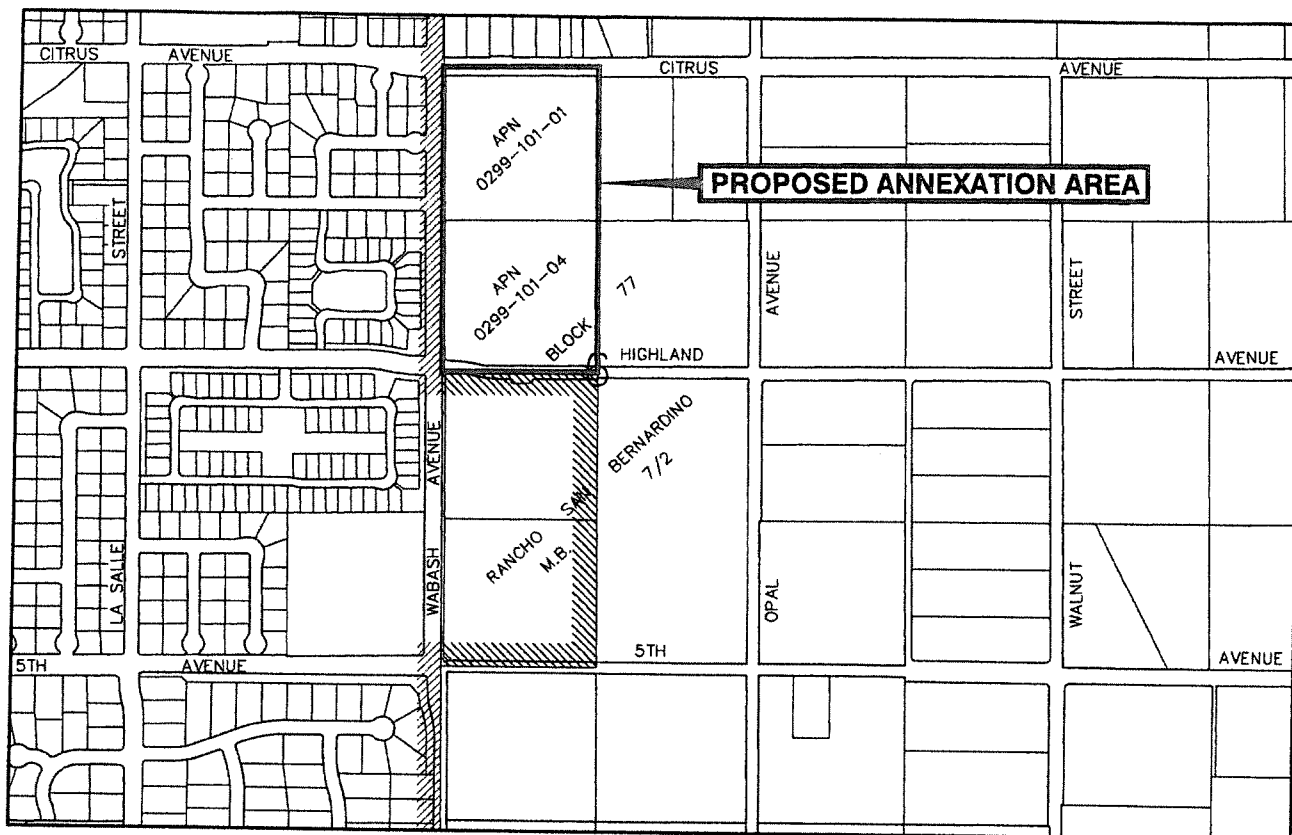 CITRUS AVENUE
CITRUS
AVENUE
APN
0299-101-01
PROPOSED ANNEXATION AREA
STREET
APN
0299-101-04
77
AVENUE
STREET
BLOCK
HIGHLAND
AVENUE
AVENUE
SAN BERNARDINO
7/2
RANCHO
M.B.
LA SALLE
WABASH
OPAL
WALNUT
5TH
AVENUE
5TH
AVENUE